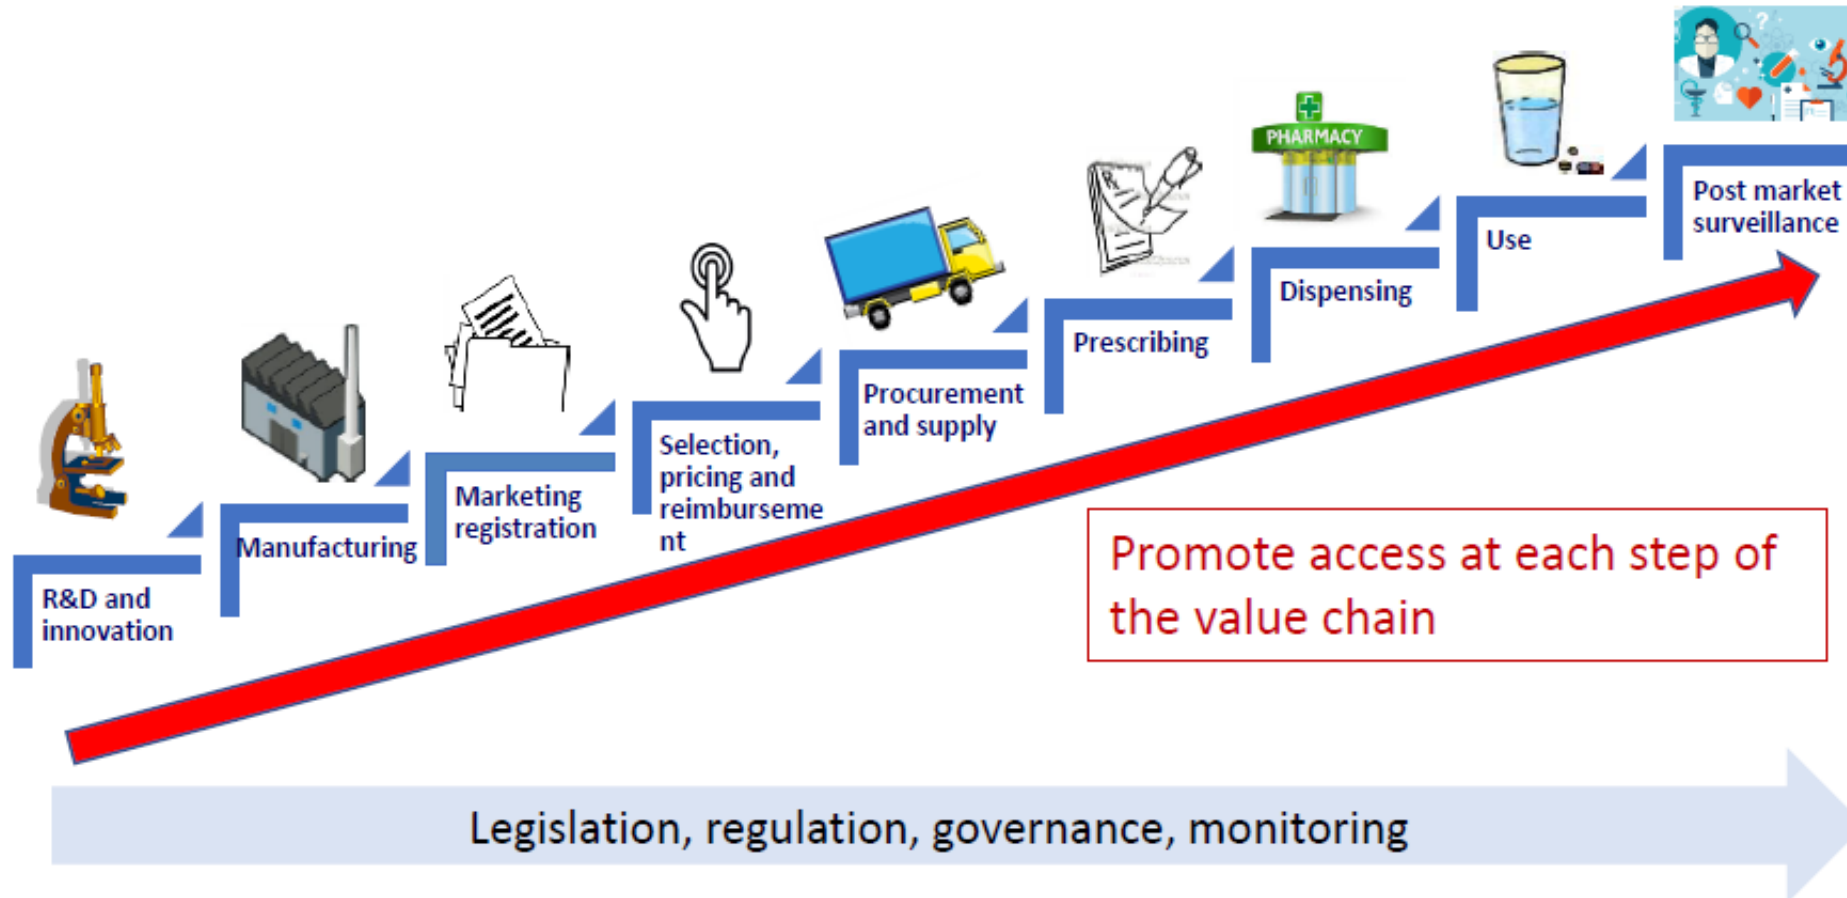 R&D and
innovation
Manufacturing
Marketing
registration
Selection,
pricing and
reimburseme
nt
Procurement
and supply
Prescribing
PHARMACY
Dispensing
Use
Post market
surveillance
Promote access at each step of
the value chain
Legislation, regulation, governance, monitoring